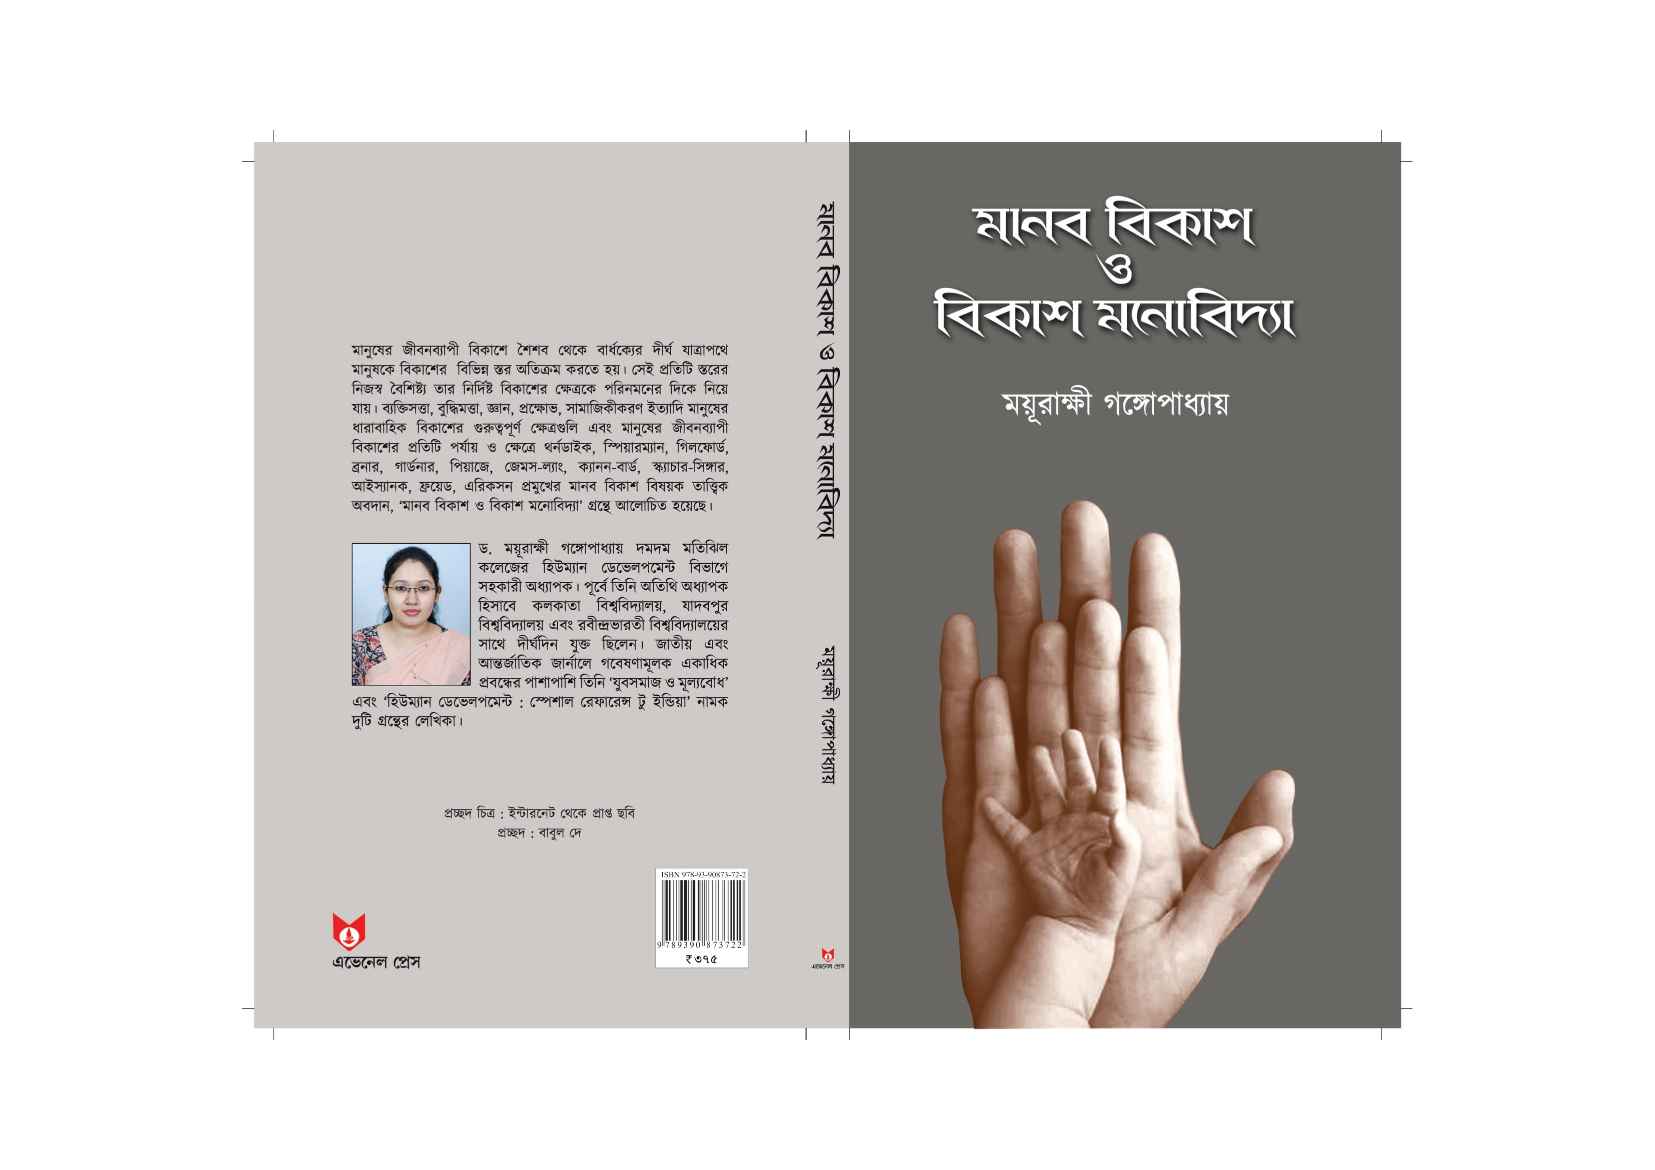 মানুষের জীবনব্যাপী বিকাশে শৈশব থেকে বার্ধক্যের দীর্ঘ যাত্রাপথে
মানুষকে বিকাশের বিভিন্ন স্তর অতিক্রম করতে হয়। সেই প্রতিটি স্তরের
নিজস্ব বৈশিষ্ট্য তার নির্দিষ্ট বিকাশের ক্ষেত্রকে পরিনমনের দিকে নিয়ে
যায়। ব্যক্তিসত্তা, বুদ্ধিমত্তা, জ্ঞান, প্রক্ষোভ, সামাজিকীকরণ ইত্যাদি মানুষের
ধারাবাহিক বিকাশের গুরুত্বপূর্ণ ক্ষেত্রগুলি এবং মানুষের জীবনব্যাপী
বিকাশের প্রতিটি পর্যায় ও ক্ষেত্রে থর্নডাইক, স্পিয়ারম্যান, গিলফোর্ড,
ব্রনার, গার্ডনার, পিয়াজে, জেমস-ল্যাং, ক্যানন-বার্ড, স্ক্যাচার-সিঙ্গার,
আইস্যানক, ফ্রয়েড, এরিকসন প্রমুখের মানব বিকাশ বিষয়ক তাত্ত্বিক
অবদান, ‘মানব বিকাশ ও বিকাশ মনোবিদ্যা’ গ্রন্থে আলোচিত হয়েছে।
ড. ময়ূরাক্ষী গঙ্গোপাধ্যায় দমদম মতিঝিল
কলেজের হিউম্যান ডেভেলপমেন্ট বিভাগে
সহকারী অধ্যাপক। পূর্বে তিনি অতিথি অধ্যাপক
হিসাবে কলকাতা বিশ্ববিদ্যালয়, যাদবপুর
বিশ্ববিদ্যালয় এবং রবীন্দ্রভারতী বিশ্ববিদ্যালয়ের
সাথে দীর্ঘদিন যুক্ত ছিলেন। জাতীয় এবং
আন্তর্জাতিক জার্নালে গবেষণামূলক একাধিক
প্রবন্ধের পাশাপাশি তিনি ‘যুবসমাজ ও মূল্যবোধ’
এবং ‘হিউম্যান ডেভেলপমেন্ট : স্পেশাল রেফারেন্স টু ইন্ডিয়া’ নামক
দুটি গ্রন্থের লেখিকা।
প্রচ্ছদ চিত্র : ইন্টারনেট থেকে প্রাপ্ত ছবি
প্রচ্ছদ : বাবুল দে
ISBN 978-93-90873-72-2
9 789390 873722
₹ ৩৭৫
এভেনেল প্রেস
মানব বিকাশ ও বিকাশ মনোবিদ্যা
ময়ূরাক্ষী গঙ্গোপাধ্যায়
এভেনেল প্রেস
মানব বিকাশ
ও
বিকাশ মনোবিদ্যা
ময়ূরাক্ষী গঙ্গোপাধ্যায়